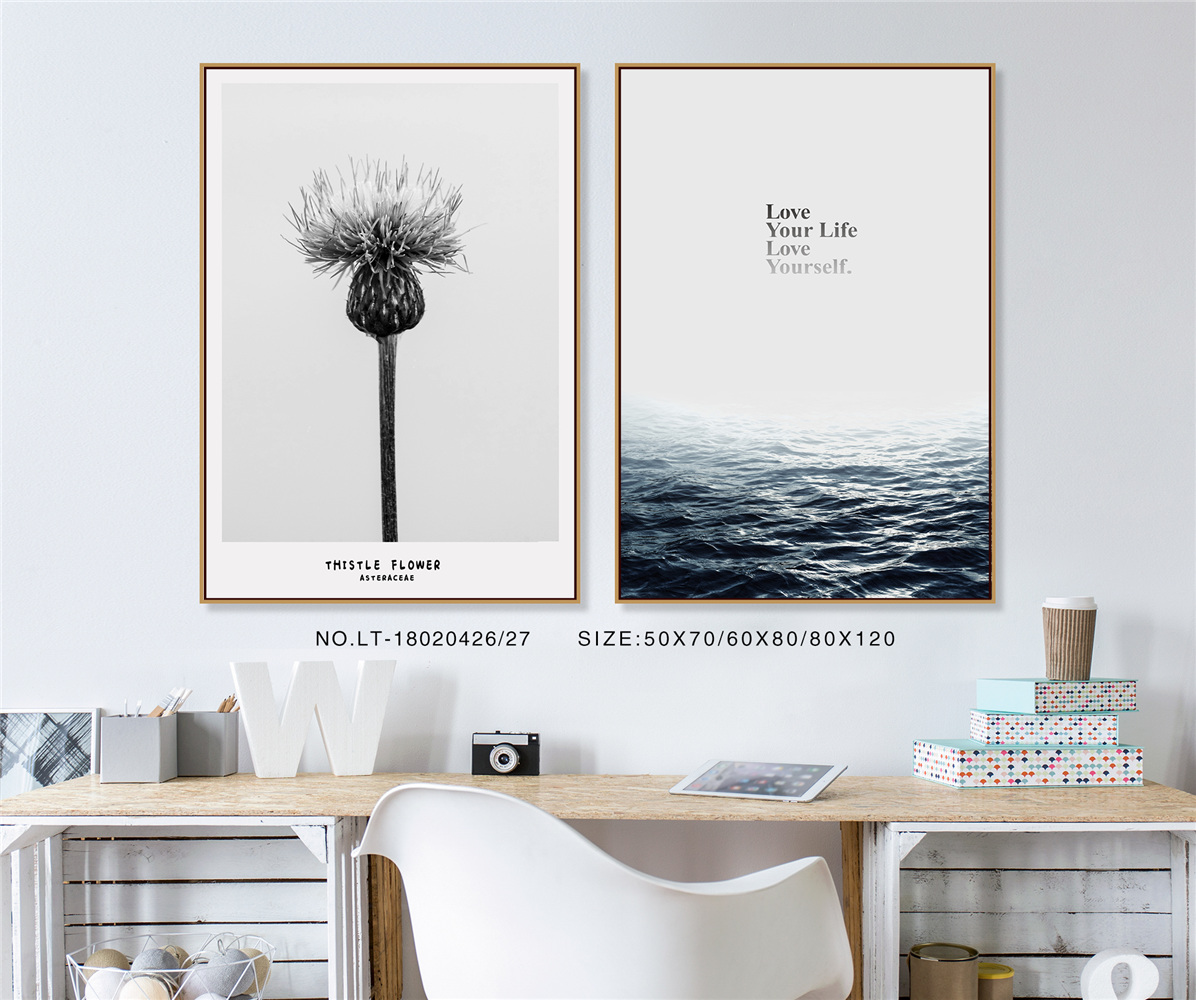 Love
Your Life
Love
Yourself.
THISTLE FLOWER
ASTERACEAE
NO.LT-18020426/27 SIZE:50X70/60X80/80X120
W